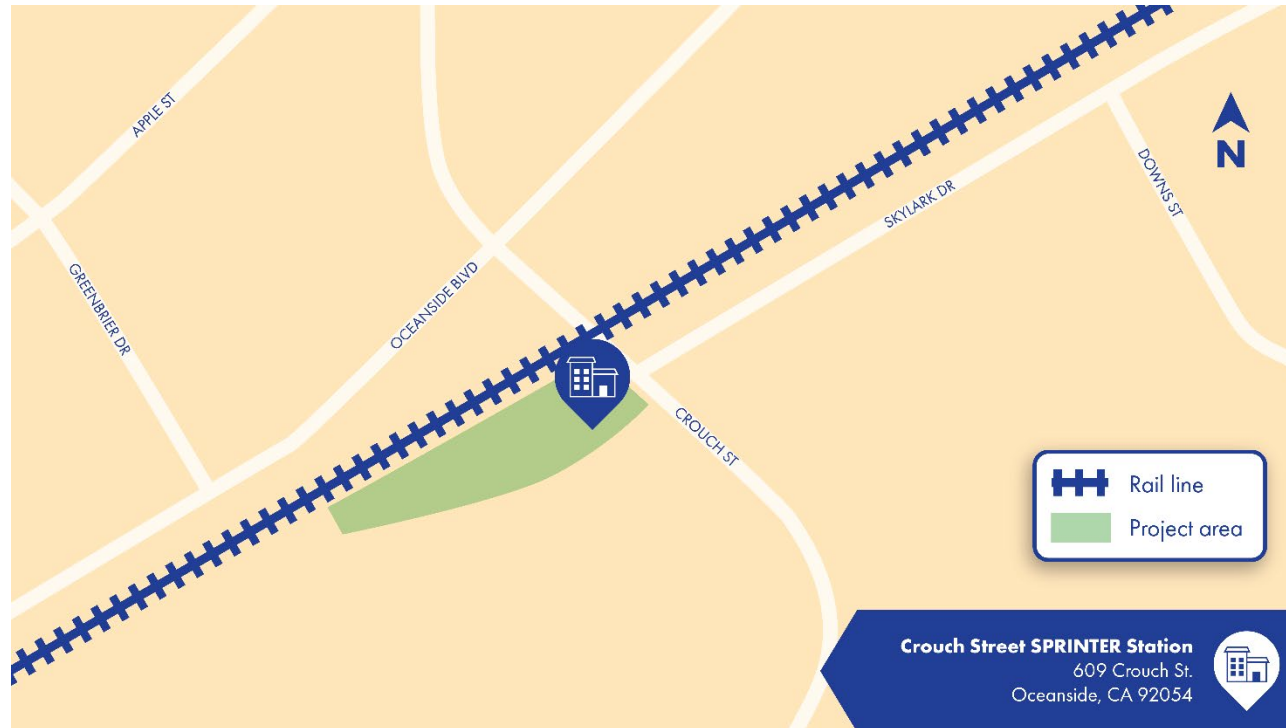 APPLE ST
GREENBRIER DR
OCEANSIDE BLVD
SKYLARK DR
DOWNS ST
N
CROUCH ST
Rail line
Project area
Crouch Street SPRINTER Station
609 Crouch St.
Oceanside, CA 92054